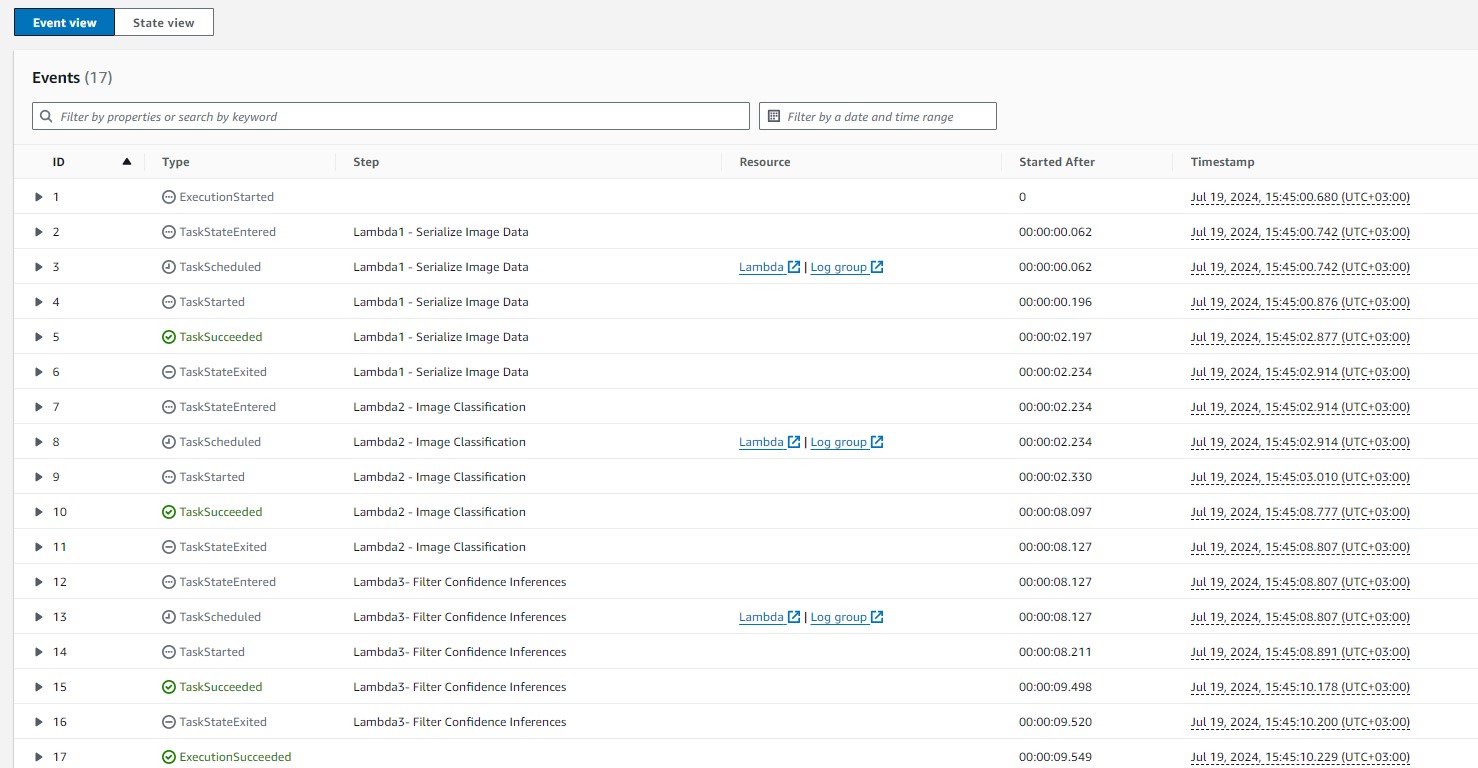 Event view State view
Events (17)
Filter by properties or search by keyword Filter by a date and time range
ID Type Step Resource Started After Timestamp
1 ExecutionStarted 0 Jul 19, 2024, 15:45:00.680 (UTC+03:00)
2 TaskStateEntered Lambda1 - Serialize Image Data 00:00:00.062 Jul 19, 2024, 15:45:00.742 (UTC+03:00)
3 TaskScheduled Lambda1 - Serialize Image Data Lambda | Log group 00:00:00.062 Jul 19, 2024, 15:45:00.742 (UTC+03:00)
4 TaskStarted Lambda1 - Serialize Image Data 00:00:00.196 Jul 19, 2024, 15:45:00.876 (UTC+03:00)
5 TaskSucceeded Lambda1 - Serialize Image Data 00:00:02.197 Jul 19, 2024, 15:45:02.877 (UTC+03:00)
6 TaskStateExited Lambda1 - Serialize Image Data 00:00:02.234 Jul 19, 2024, 15:45:02.914 (UTC+03:00)
7 TaskStateEntered Lambda2 - Image Classification 00:00:02.234 Jul 19, 2024, 15:45:02.914 (UTC+03:00)
8 TaskScheduled Lambda2 - Image Classification Lambda | Log group 00:00:02.234 Jul 19, 2024, 15:45:02.914 (UTC+03:00)
9 TaskStarted Lambda2 - Image Classification 00:00:02.330 Jul 19, 2024, 15:45:03.010 (UTC+03:00)
10 TaskSucceeded Lambda2 - Image Classification 00:00:08.097 Jul 19, 2024, 15:45:08.777 (UTC+03:00)
11 TaskStateExited Lambda2 - Image Classification 00:00:08.127 Jul 19, 2024, 15:45:08.807 (UTC+03:00)
12 TaskStateEntered Lambda3- Filter Confidence Inferences 00:00:08.127 Jul 19, 2024, 15:45:08.807 (UTC+03:00)
13 TaskScheduled Lambda3- Filter Confidence Inferences Lambda | Log group 00:00:08.127 Jul 19, 2024, 15:45:08.807 (UTC+03:00)
14 TaskStarted Lambda3- Filter Confidence Inferences 00:00:08.211 Jul 19, 2024, 15:45:08.891 (UTC+03:00)
15 TaskSucceeded Lambda3- Filter Confidence Inferences 00:00:09.498 Jul 19, 2024, 15:45:10.178 (UTC+03:00)
16 TaskStateExited Lambda3- Filter Confidence Inferences 00:00:09.520 Jul 19, 2024, 15:45:10.200 (UTC+03:00)
17 ExecutionSucceeded 00:00:09.549 Jul 19, 2024, 15:45:10.229 (UTC+03:00)